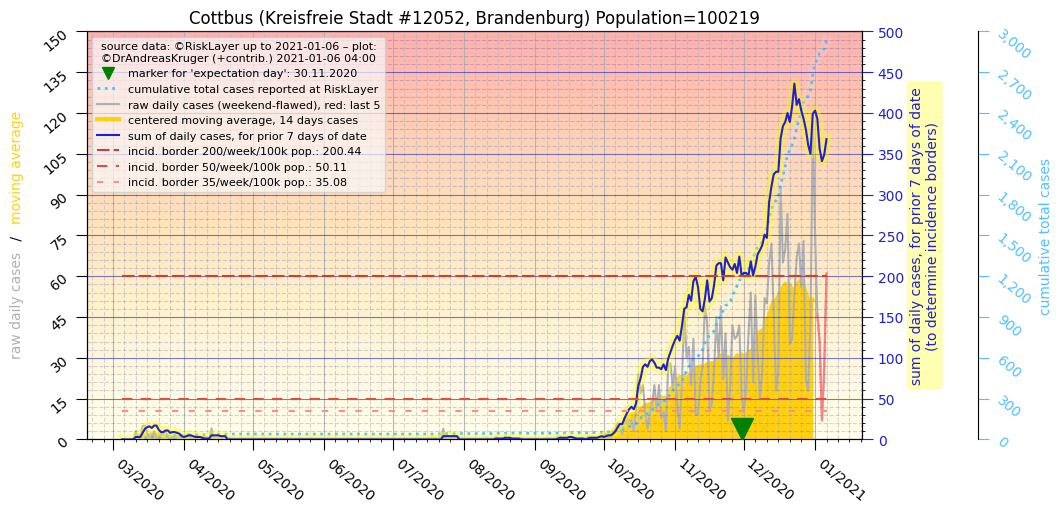 Cottbus (Kreisfreie Stadt #12052, Brandenburg) Population=100219
source data: ©RiskLayer up to 2021-01-06 – plot:
©DrAndreasKruger (+contrib.) 2021-01-06 04:00
marker for 'expectation day': 30.11.2020
cumulative total cases reported at RiskLayer
raw daily cases (weekend-flawed), red: last 5
centered moving average, 14 days cases
sum of daily cases, for prior 7 days of date
incid. border 200/week/100k pop.: 200.44
incid. border 50/week/100k pop.: 50.11
incid. border 35/week/100k pop.: 35.08
raw daily cases / moving average
150
135
120
105
90
75
60
45
30
15
0
03/2020
04/2020
05/2020
06/2020
07/2020
08/2020
09/2020
10/2020
11/2020
12/2020
01/2021
500
450
400
350
300
250
200
150
100
50
0
sum of daily cases, for prior 7 days of date
(to determine incidence borders)
3,000
2,700
2,400
2,100
1,800
1,500
1,200
900
600
300
0
cumulative total cases